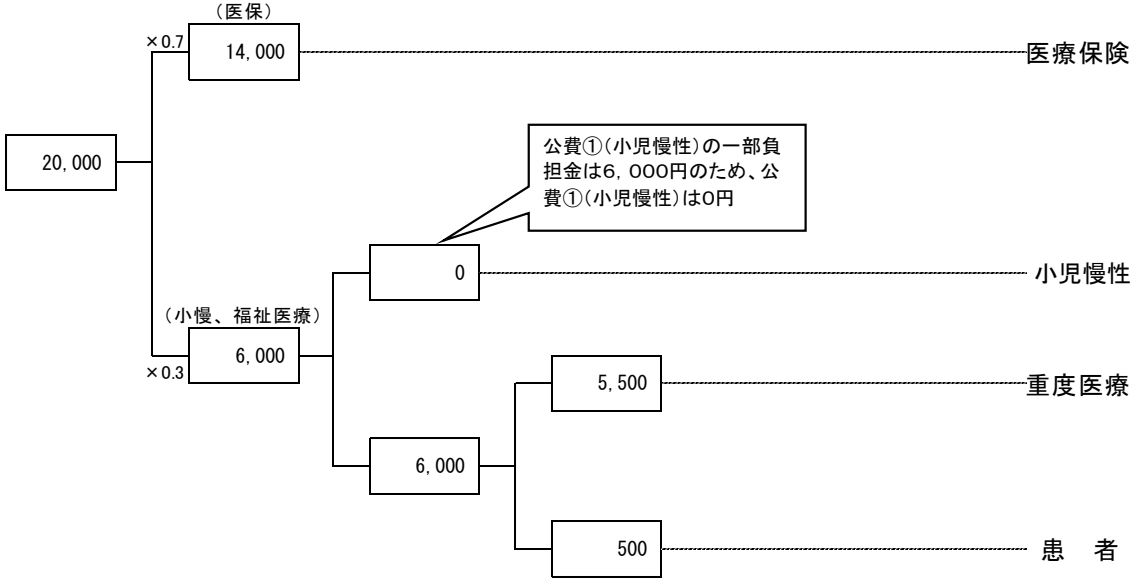 （医保）
×0.7
14,000
医療保険
20,000
公費①（小児慢性）の一部負
担金は6，000円のため、公
費①（小児慢性）は0円
0
小児慢性
（小慢、福祉医療）
×0.3
6,000
5,500
重度医療
6,000
500
患　者